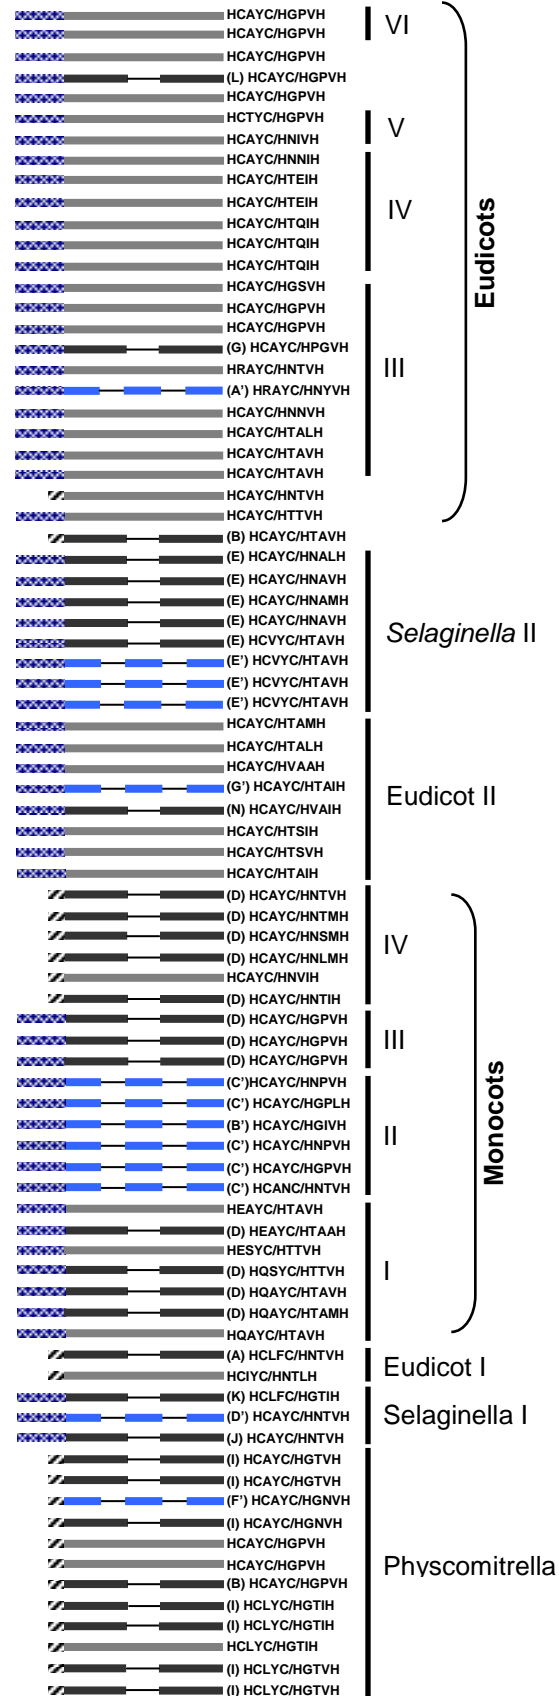 HCAYC/HGPVH
HCAYC/HGPVH
VI
HCAYC/HGPVH
(L) HCAYC/HGPVH
HCAYC/HGPVH
HCTYC/HGPVH
V
HCAYC/HNIVH
HCAYC/HNNIH
HCAYC/HTEIH
HCAYC/HTEIH
IV
HCAYC/HTQIH
HCAYC/HTQIH
HCAYC/HTQIH
Eudicots
HCAYC/HGSVH
HCAYC/HGPVH
HCAYC/HGPVH
(G) HCAYC/HPGVH
HRAYC/HNTVH
III
(A’) HRAYC/HNYVH
HCAYC/HNNVH
HCAYC/HTALH
HCAYC/HTAVH
HCAYC/HTAVH
HCAYC/HNTVH
HCAYC/HTTVH
(B) HCAYC/HTAVH
(E) HCAYC/HNALH
(E) HCAYC/HNAVH
(E) HCAYC/HNAMH
(E) HCAYC/HNAVH
Selaginella II
(E) HCVYC/HTAVH
(E’) HCVYC/HTAVH
(E’) HCVYC/HTAVH
(E’) HCVYC/HTAVH
HCAYC/HTAMH
HCAYC/HTALH
HCAYC/HVAAH
(G’) HCAYC/HTAIH
Eudicot II
(N) HCAYC/HVAIH
HCAYC/HTSIH
HCAYC/HTSVH
HCAYC/HTAIH
(D) HCAYC/HNTVH
(D) HCAYC/HNTMH
(D) HCAYC/HNSMH
IV
(D) HCAYC/HNLMH
HCAYC/HNVIH
(D) HCAYC/HNTIH
(D) HCAYC/HGPVH
(D) HCAYC/HGPVH
III
(D) HCAYC/HGPVH
Monocots
(C’)HCAYC/HNPVH
(C’) HCAYC/HGPLH
(B’) HCAYC/HGIVH
II
(C’) HCAYC/HNPVH
(C’) HCAYC/HGPVH
(C’) HCANC/HNTVH
HEAYC/HTAVH
(D) HEAYC/HTAAH
HESYC/HTTVH
(D) HQSYC/HTTVH
I
(D) HQAYC/HTAVH
(D) HQAYC/HTAMH
HQAYC/HTAVH
(A) HCLFC/HNTVH
Eudicot I
HCIYC/HNTLH
(K) HCLFC/HGTIH
(D’) HCAYC/HNTVH
Selaginella I
(J) HCAYC/HNTVH
(I) HCAYC/HGTVH
(I) HCAYC/HGTVH
(F’) HCAYC/HGNVH
(I) HCAYC/HGNVH
HCAYC/HGPVH
HCAYC/HGPVH
Physcomitrella
(B) HCAYC/HGPVH
(I) HCLYC/HGTIH
(I) HCLYC/HGTIH
HCLYC/HGTIH
(I) HCLYC/HGTVH
(I) HCLYC/HGTVH